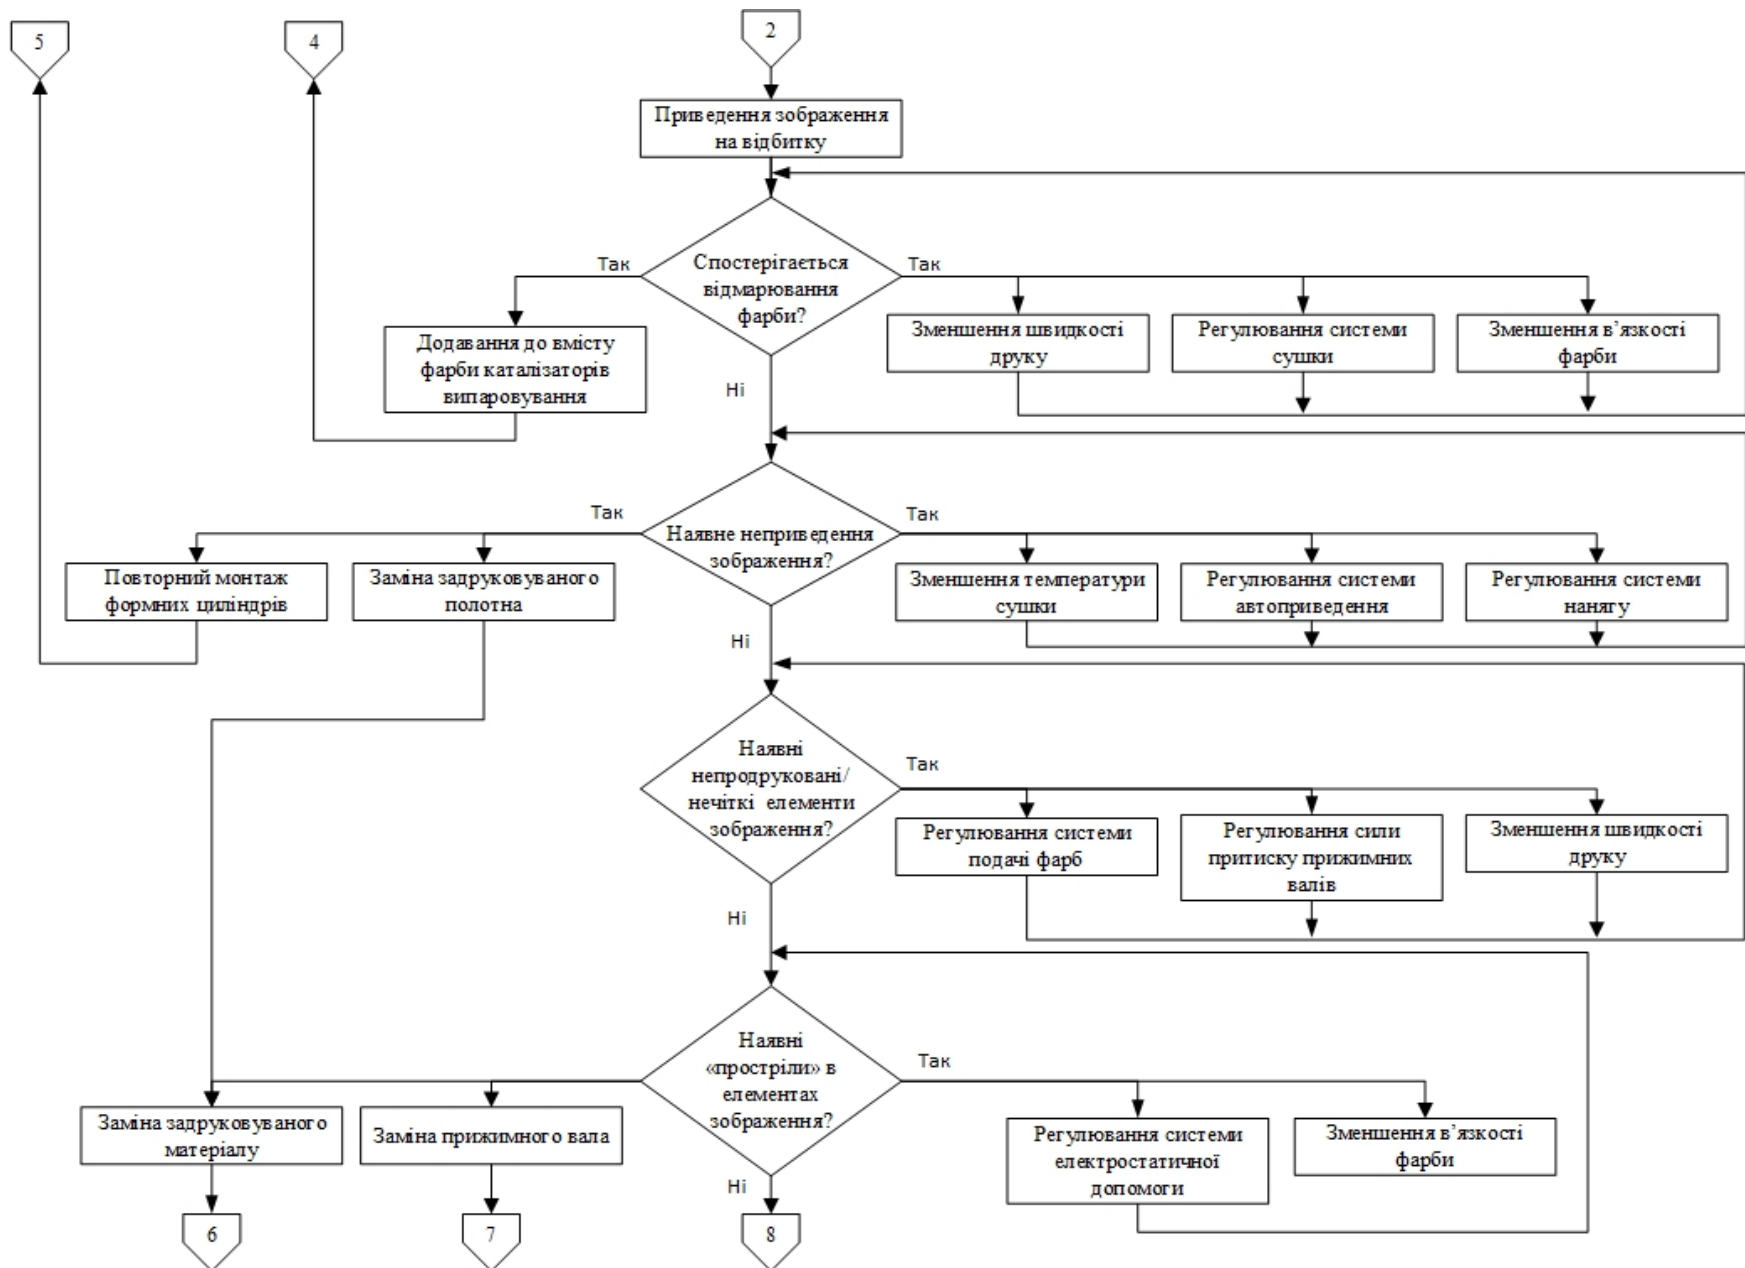 5
4
2
Приведення зображення
на відбитку
Так
Спостерігається
відмарювання
фарби?
Так
Додавання до вмісту
фарби каталізаторів
випаровування
Зменшення швидкості
друку
Регулювання системи
сушки
Зменшення в’язкості
фарби
Ні
Так
Наявне неприведення
зображення?
Так
Повторний монтаж
формних циліндрів
Заміна задруковуваного
полотна
Зменшення температури
сушки
Регулювання системи
автоприведення
Регулювання системи
нанягу
Ні
Наявні
непродруковані/
нечіткі елементи
зображення?
Так
Регулювання системи
подачі фарб
Регулювання сили
притиску прижимних
валів
Зменшення швидкості
друку
Ні
Наявні
«простріли» в
елементах
зображення?
Так
Заміна задруковуваного
матеріалу
Заміна прижимного вала
Регулювання системи
електростатичної
допомоги
Зменшення в’язкості
фарби
Ні
6
7
8